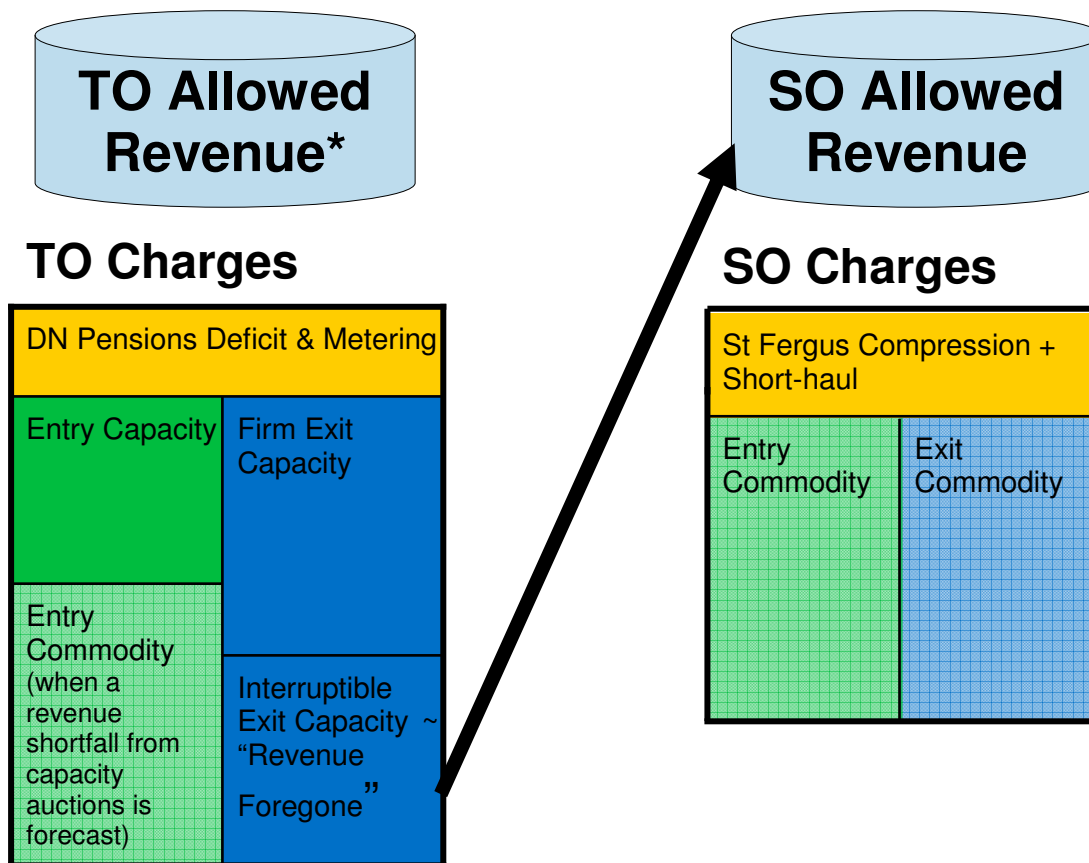 TO Allowed
Revenue*
SO Allowed
Revenue
TO Charges
DN Pensions Deficit & Metering
Entry Capacity
Firm Exit
Capacity
Entry
Commodity
(when a
revenue
shortfall from
capacity
auctions is
forecast)
Interruptible
Exit Capacity ~
“Revenue
Foregone”
SO Charges
St Fergus Compression +
Short-haul
Entry
Commodity
Exit
Commodity